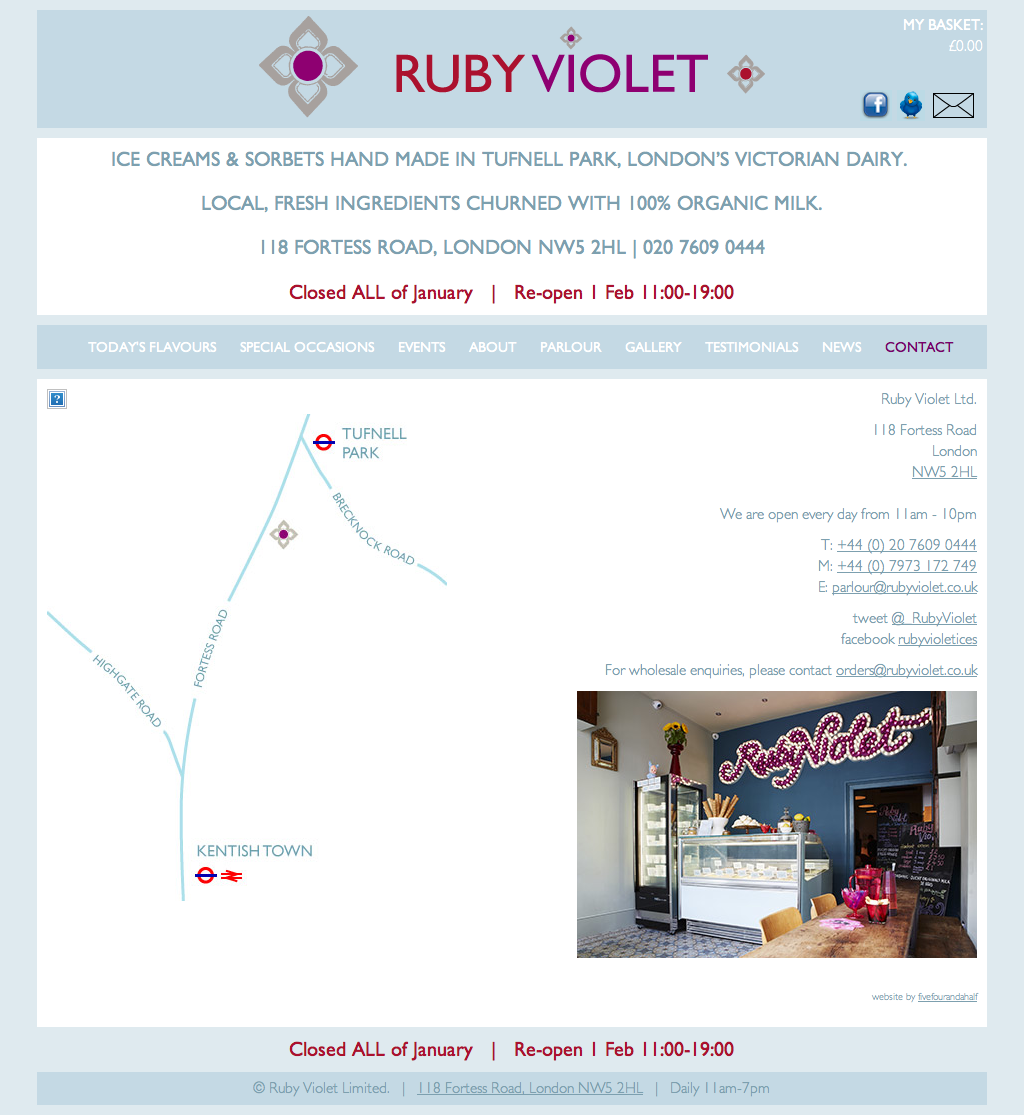 MY BASKET:
£0.00
RUBY VIOLET
ICE CREAMS & SORBETS HAND MADE IN TUFNELL PARK, LONDON'S VICTORIAN DAIRY.
LOCAL, FRESH INGREDIENTS CHURNED WITH 100% ORGANIC MILK.
118 FORTESS ROAD, LONDON NW5 2HL | 020 7609 0444
Closed ALL of January | Re-open 1 Feb 11:00-19:00
TODAY'S FLAVOURS SPECIAL OCCASIONS EVENTS ABOUT PARLOUR GALLERY TESTIMONIALS NEWS CONTACT
TUFNELL
PARK
BRECKNOCK ROAD
FORTESS ROAD
HIGHGATE ROAD
KENTISH TOWN
Ruby Violet Ltd.
118 Fortess Road
London
NW5 2HL
We are open every day from 11am - 10pm
T: +44 (0) 20 7609 0444
M: +44 (0) 7973 172 749
E: parlour@rubyviolet.co.uk
tweet @_RubyViolet
facebook rubyvioletices
For wholesale enquiries, please contact orders@rubyviolet.co.uk
Ruby Violet
Ruby
Violet
website by fivefourandahalf
Closed ALL of January | Re-open 1 Feb 11:00-19:00
© Ruby Violet Limited. | 118 Fortess Road, London NW5 2HL | Daily 11am-7pm